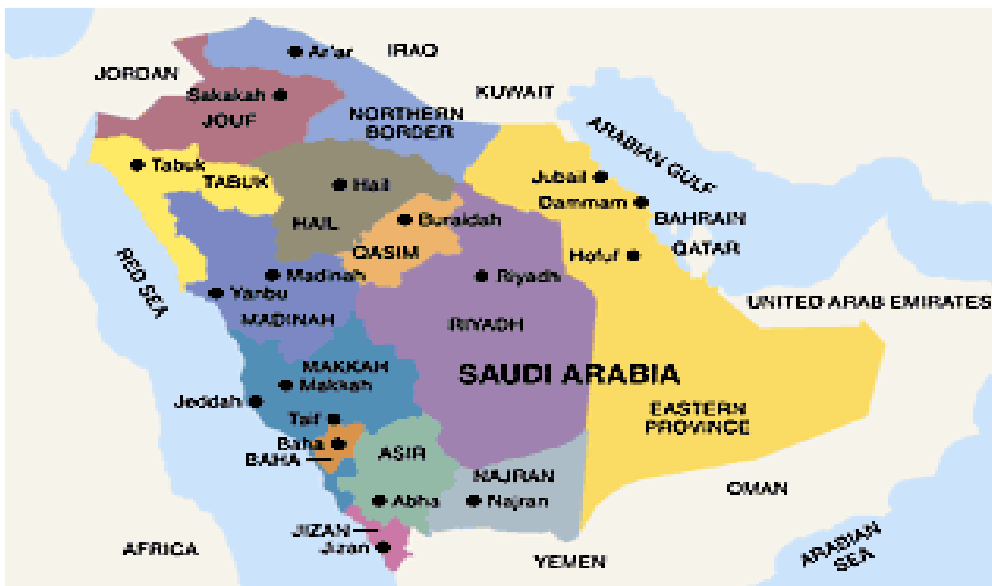 Ar'ar
IRAQ
JORDAN
Sakakah
JOUF
KUWAIT
NORTHERN
BORDER
ARABIAN GULF
Tabuk
TABUK
Hail
HAIL
Jubail
Dammam
BAHRAIN
Buraidah
QASIM
QATAR
Hofuf
RED SEA
Madinah
Yanbu
MADINAH
Riyadh
RIYADH
UNITED ARAB EMIRATES
MAKKAH
Makkah
SAUDI ARABIA
Jeddah
Taif
EASTERN
PROVINCE
Baha
BAHA
ASIR
NAJRAN
Abha
Najran
OMAN
JIZAN
Jizan
AFRICA
YEMEN
ARABIAN
SEA